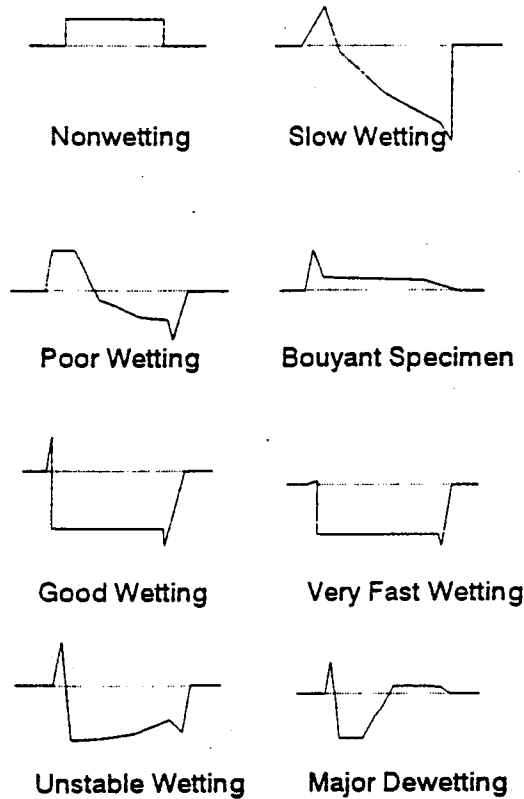 Nonwetting
Slow Wetting
Poor Wetting
Bouyant Specimen
Good Wetting
Very Fast Wetting
Unstable Wetting
Major Dewetting